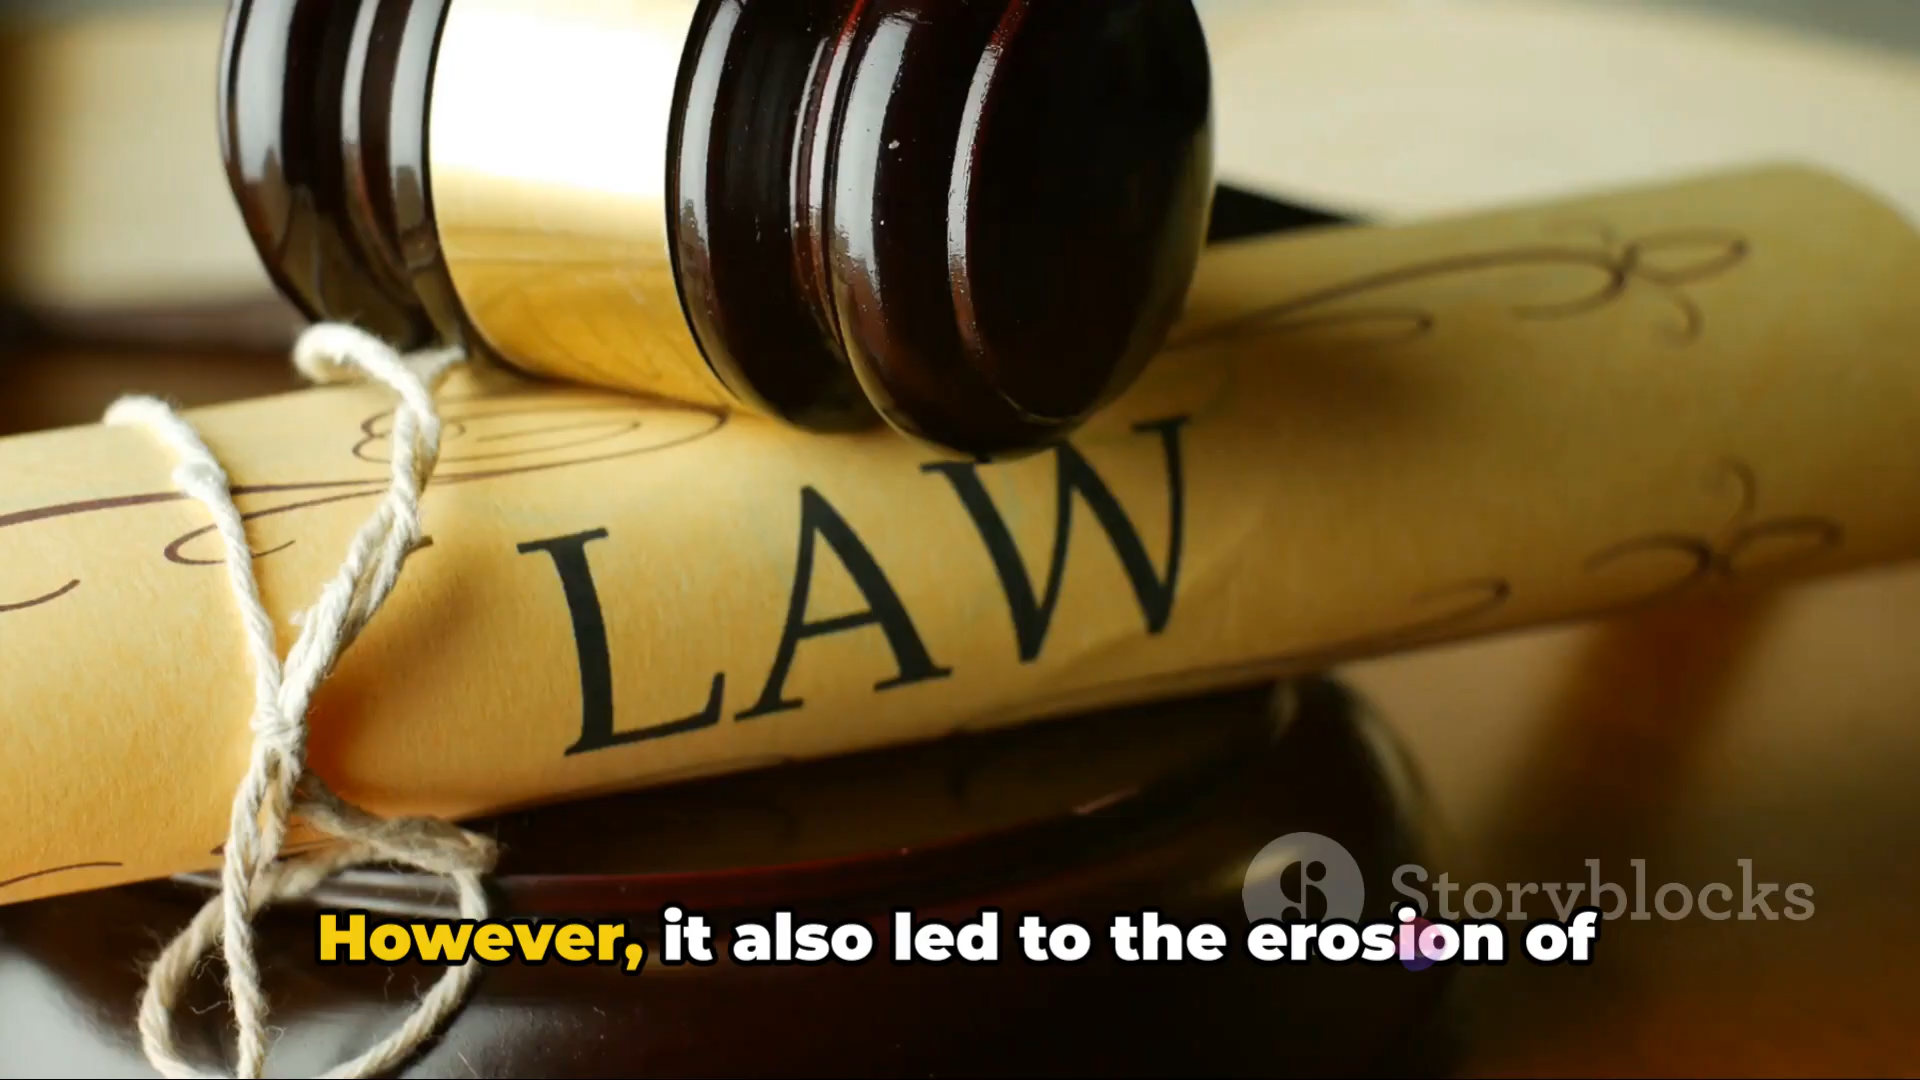 LAW
Storyblocks
However, it also led to the erosion of